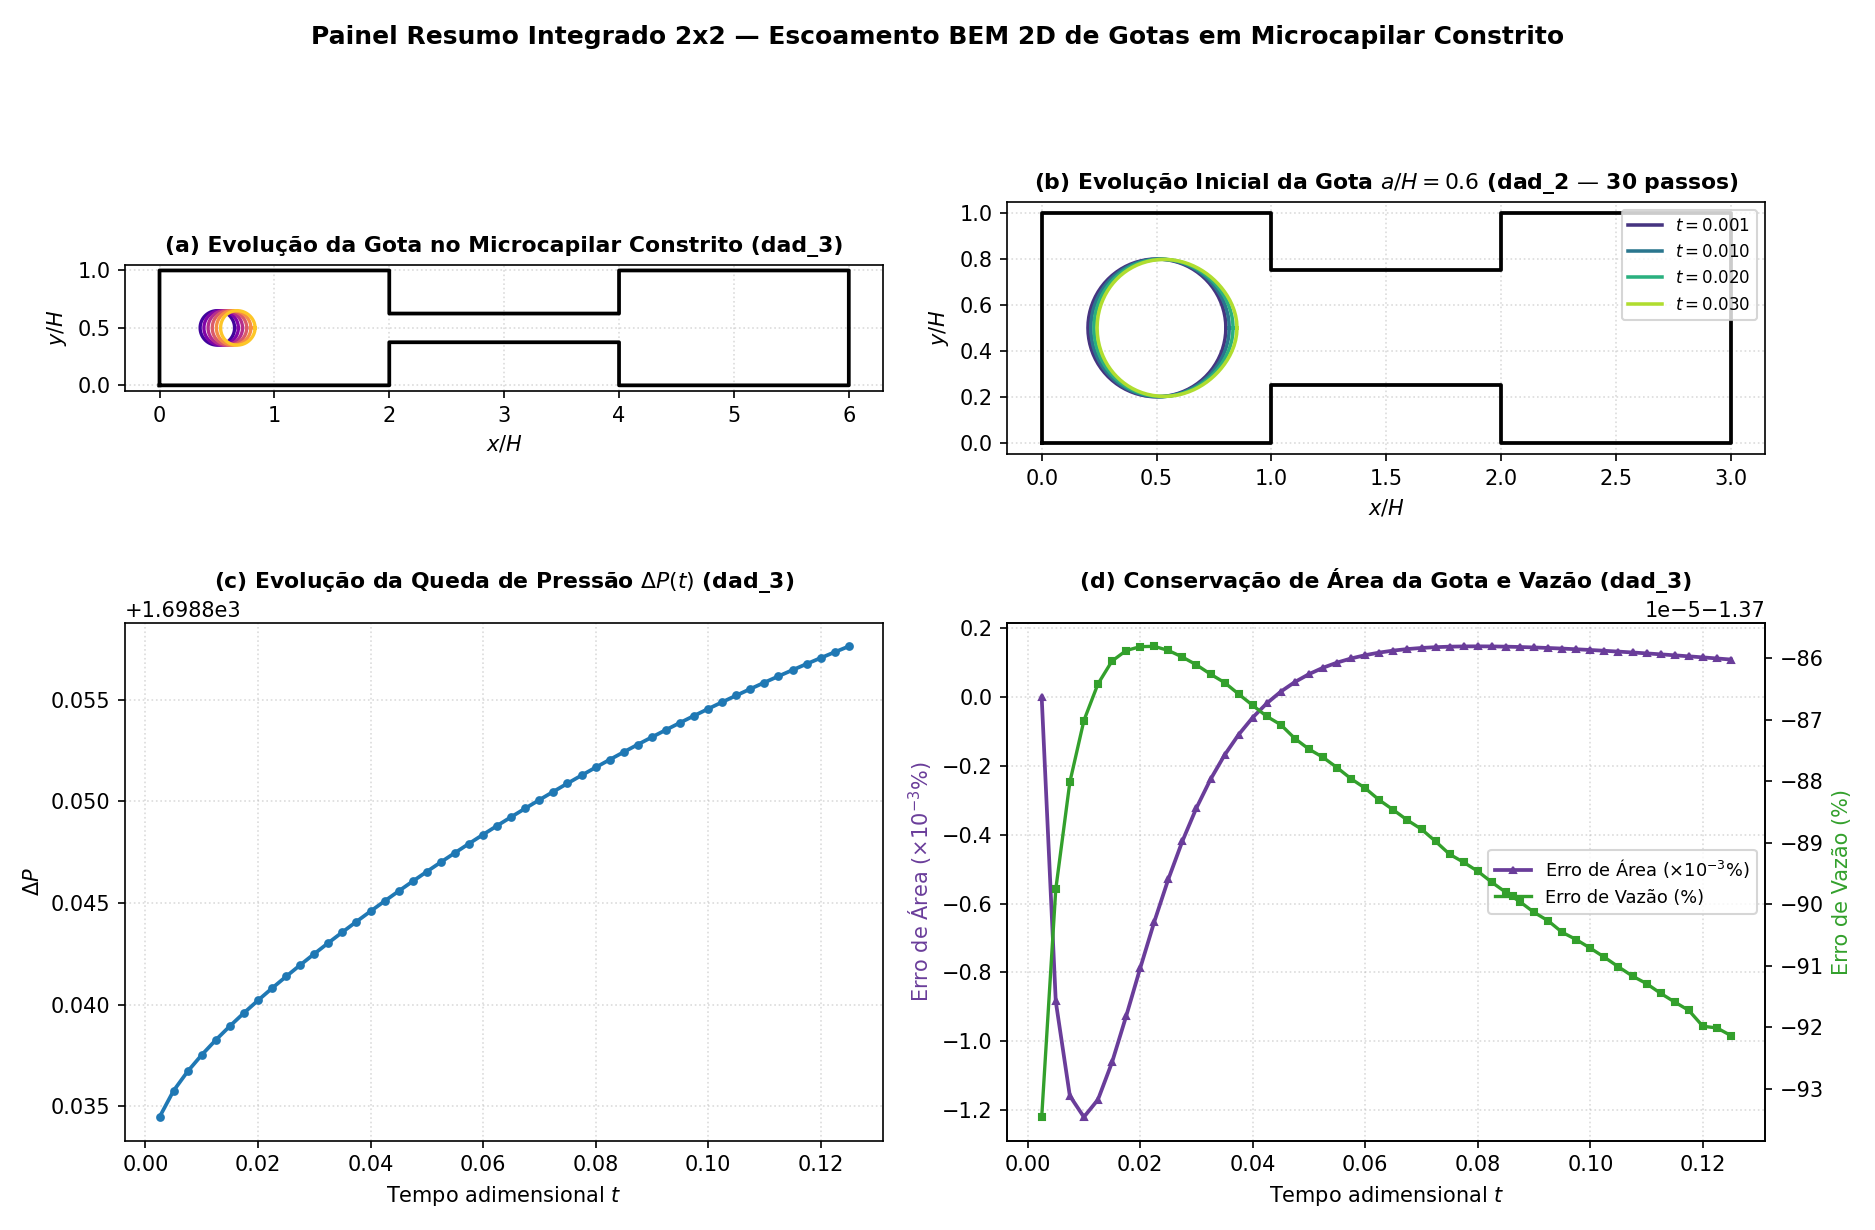 Painel Resumo Integrado 2x2 — Escoamento BEM 2D de Gotas em Microcapilar Constrito
(a) Evolução da Gota no Microcapilar Constrito (dad_3)
1.0
0.5
0.0
y/H
0 1 2 3 4 5 6
x/H
(b) Evolução Inicial da Gota a/H = 0.6 (dad_2 — 30 passos)
1.0
0.8
0.6
0.4
0.2
0.0
y/H
t = 0.001
t = 0.010
t = 0.020
t = 0.030
0.0 0.5 1.0 1.5 2.0 2.5 3.0
x/H
(c) Evolução da Queda de Pressão ΔP(t) (dad_3)
+1.6988e3
0.055
0.050
0.045
0.040
0.035
ΔP
0.00 0.02 0.04 0.06 0.08 0.10 0.12
Tempo adimensional t
(d) Conservação de Área da Gota e Vazão (dad_3)
1e−5−1.37
0.2
0.0
−0.2
−0.4
−0.6
−0.8
−1.0
−1.2
Erro de Área (×10⁻³%)
Erro de Área (×10⁻³%)
Erro de Vazão (%)
−86
−87
−88
−89
−90
−91
−92
−93
Erro de Vazão (%)
0.00 0.02 0.04 0.06 0.08 0.10 0.12
Tempo adimensional t